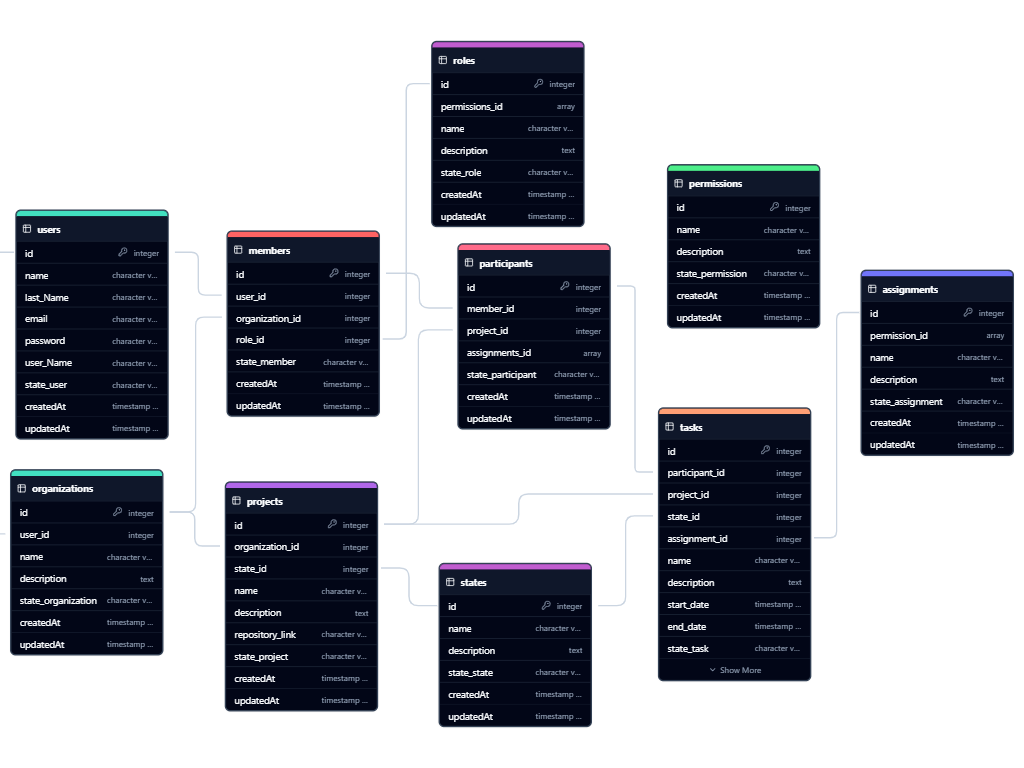 roles
id integer
permissions_id array
name character v...
description text
state_role character v...
createdAt timestamp ...
updatedAt timestamp ...
permissions
id integer
name character v...
description text
state_permission character v...
createdAt timestamp ...
updatedAt timestamp ...
users
id integer
name character v...
last_Name character v...
email character v...
password character v...
user_Name character v...
state_user character v...
createdAt timestamp ...
updatedAt timestamp ...
members
id integer
user_id integer
organization_id integer
role_id integer
state_member character v...
createdAt timestamp ...
updatedAt timestamp ...
participants
id integer
member_id integer
project_id integer
assignments_id array
state_participant character v...
createdAt timestamp ...
updatedAt timestamp ...
assignments
id integer
permission_id array
name character v...
description text
state_assignment character v...
createdAt timestamp ...
updatedAt timestamp ...
tasks
id integer
participant_id integer
project_id integer
state_id integer
assignment_id integer
name character v...
description text
start_date timestamp ...
end_date timestamp ...
state_task character v...
Show More
organizations
id integer
user_id integer
name character v...
description text
state_organization character v...
createdAt timestamp ...
updatedAt timestamp ...
projects
id integer
organization_id integer
state_id integer
name character v...
description text
repository_link character v...
state_project character v...
createdAt timestamp ...
updatedAt timestamp ...
states
id integer
name character v...
description text
state_state character v...
createdAt timestamp ...
updatedAt timestamp ...